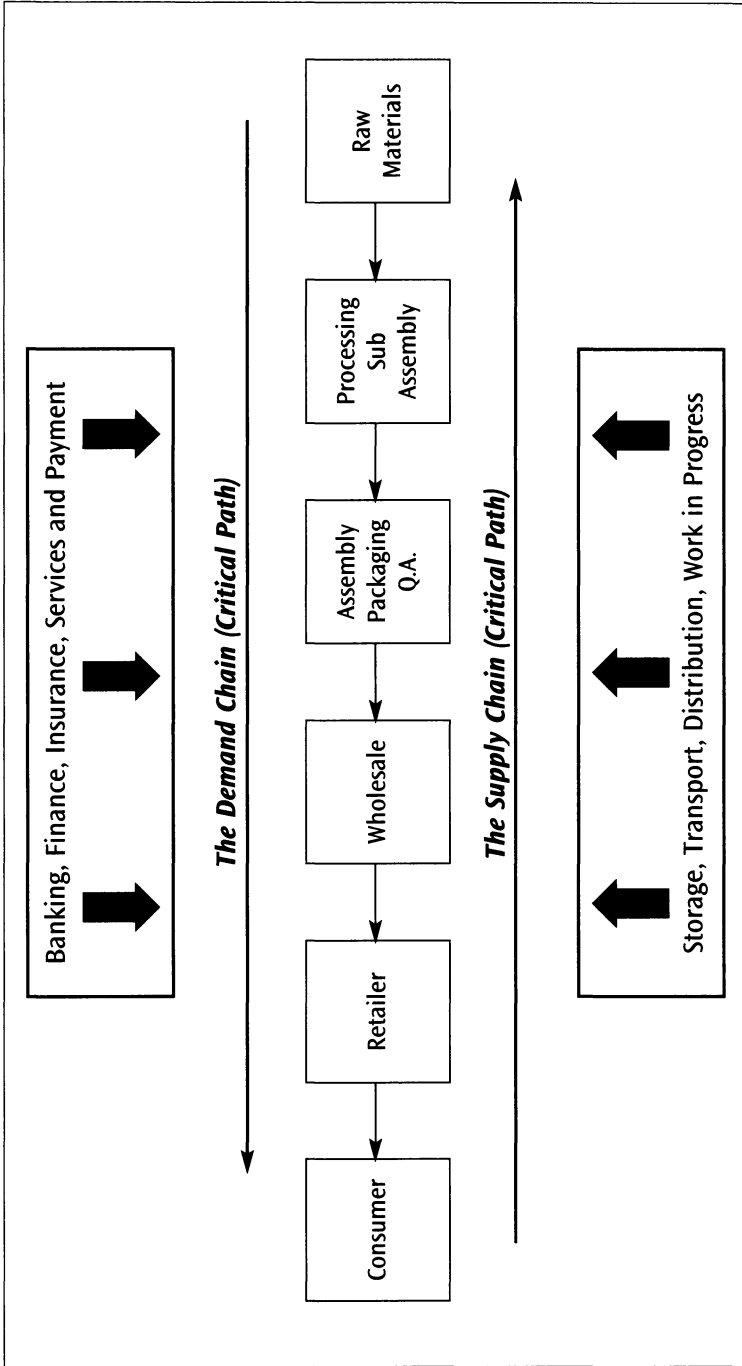 Banking, Finance, Insurance, Services and Payment
The Demand Chain (Critical Path)
Consumer
Retailer
Wholesale
Assembly
Packaging
Q.A.
Processing
Sub
Assembly
Raw
Materials
The Supply Chain (Critical Path)
Storage, Transport, Distribution, Work in Progress